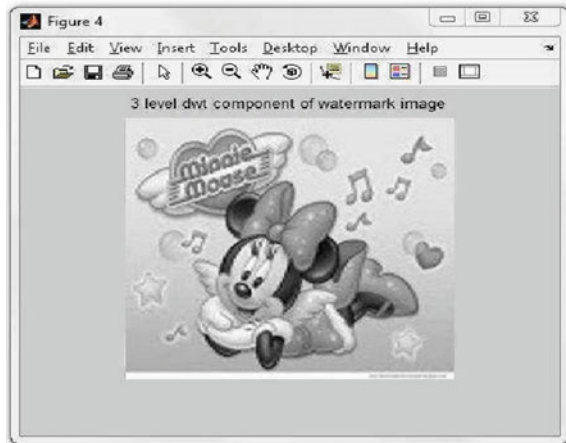 Figure 4
File Edit View Insert Tools Desktop Window Help
3 level dwt component of watermark image
Minnie
Mouse